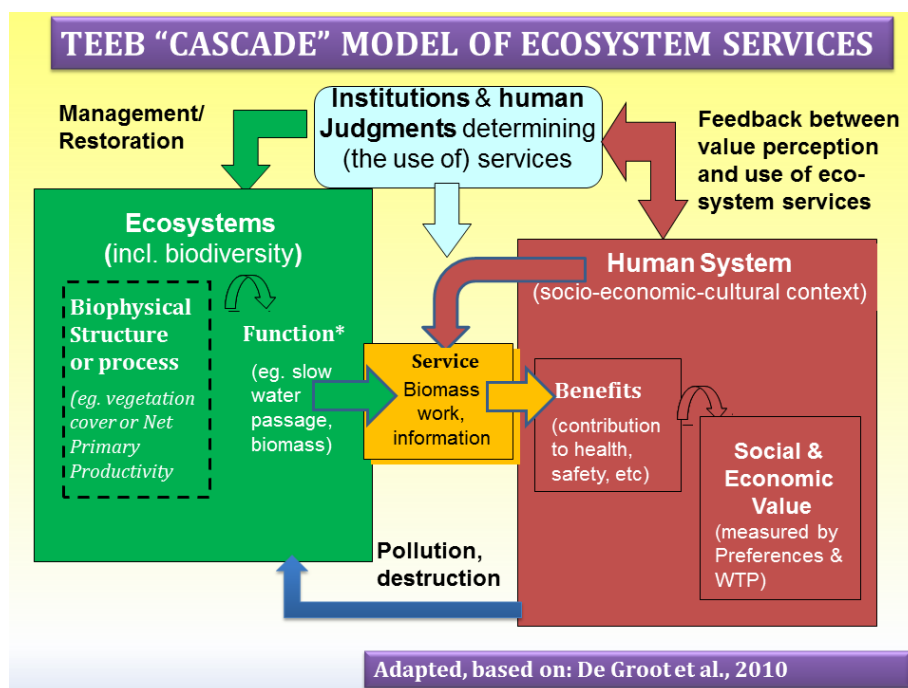 TEEB “CASCADE” MODEL OF ECOSYSTEM SERVICES
Management/
Restoration
Institutions & human
Judgments determining
(the use of) services
Feedback between
value perception
and use of eco-
system services
Ecosystems
(incl. biodiversity)
Biophysical
Structure
or process
(eg. vegetation
cover or Net
Primary
Productivity
Function*
(eg. slow
water
passage,
biomass)
Service
Biomass
work,
information
Human System
(socio-economic-cultural context)
Benefits
(contribution
to health,
safety, etc)
Social &
Economic
Value
(measured by
Preferences &
WTP)
Pollution,
destruction
Adapted, based on: De Groot et al., 2010